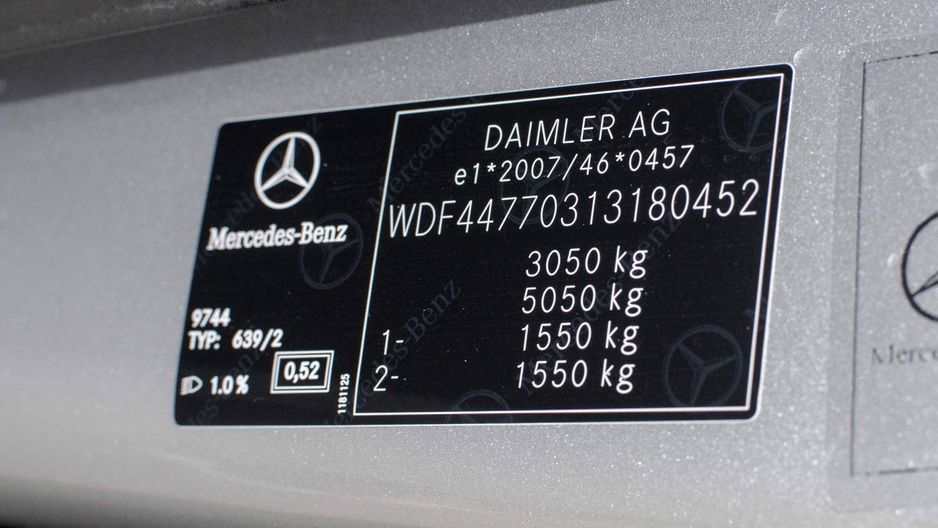 Mercedes-Benz
9744
TYP: 639/2
1.0 %
0,52
1181125
DAIMLER AG
e1*2007/46*0457
WDF44770313180452
3050 kg
5050 kg
1- 1550 kg
2- 1550 kg
Merce